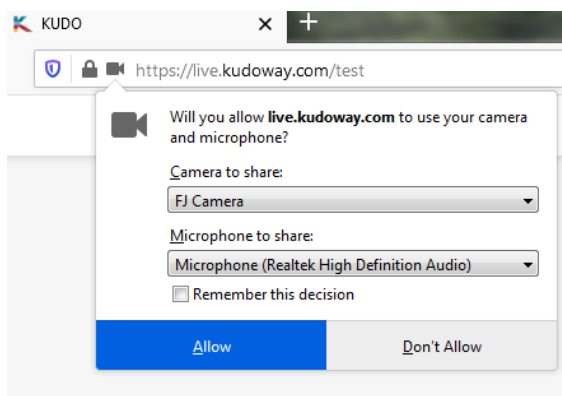 KUDO
https://live.kudoway.com/test
Will you allow live.kudoway.com to use your camera
and microphone?
Camera to share:
FJ Camera
Microphone to share:
Microphone (Realtek High Definition Audio)
Remember this decision
Allow
Don't Allow